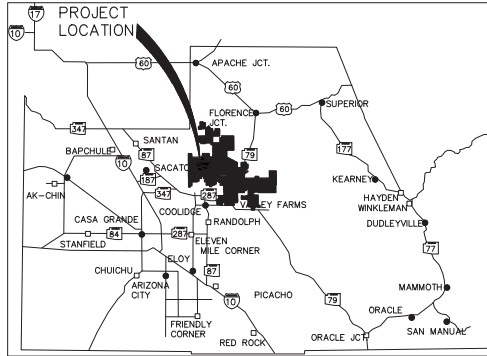 17
10
PROJECT
LOCATION
60
APACHE JCT.
FLORENCE
JCT.
60
SUPERIOR
347
SANTAN
87
BAPCHULE
10
SACATON
187
347
79
177
KEARNEY
AK-CHIN
287
HAYDEN
WINKLEMAN
CASA GRANDE
COOLIDGE
VALLEY FARMS
RANDOLPH
DUDLEYVILLE
84
STANFIELD
287
ELEVEN
MILE CORNER
77
ELOY
CHUICHU
87
ARIZONA
CITY
10
PICACHO
79
MAMMOTH
ORACLE
FRIENDLY
CORNER
RED ROCK
ORACLE JCT.
SAN MANUAL